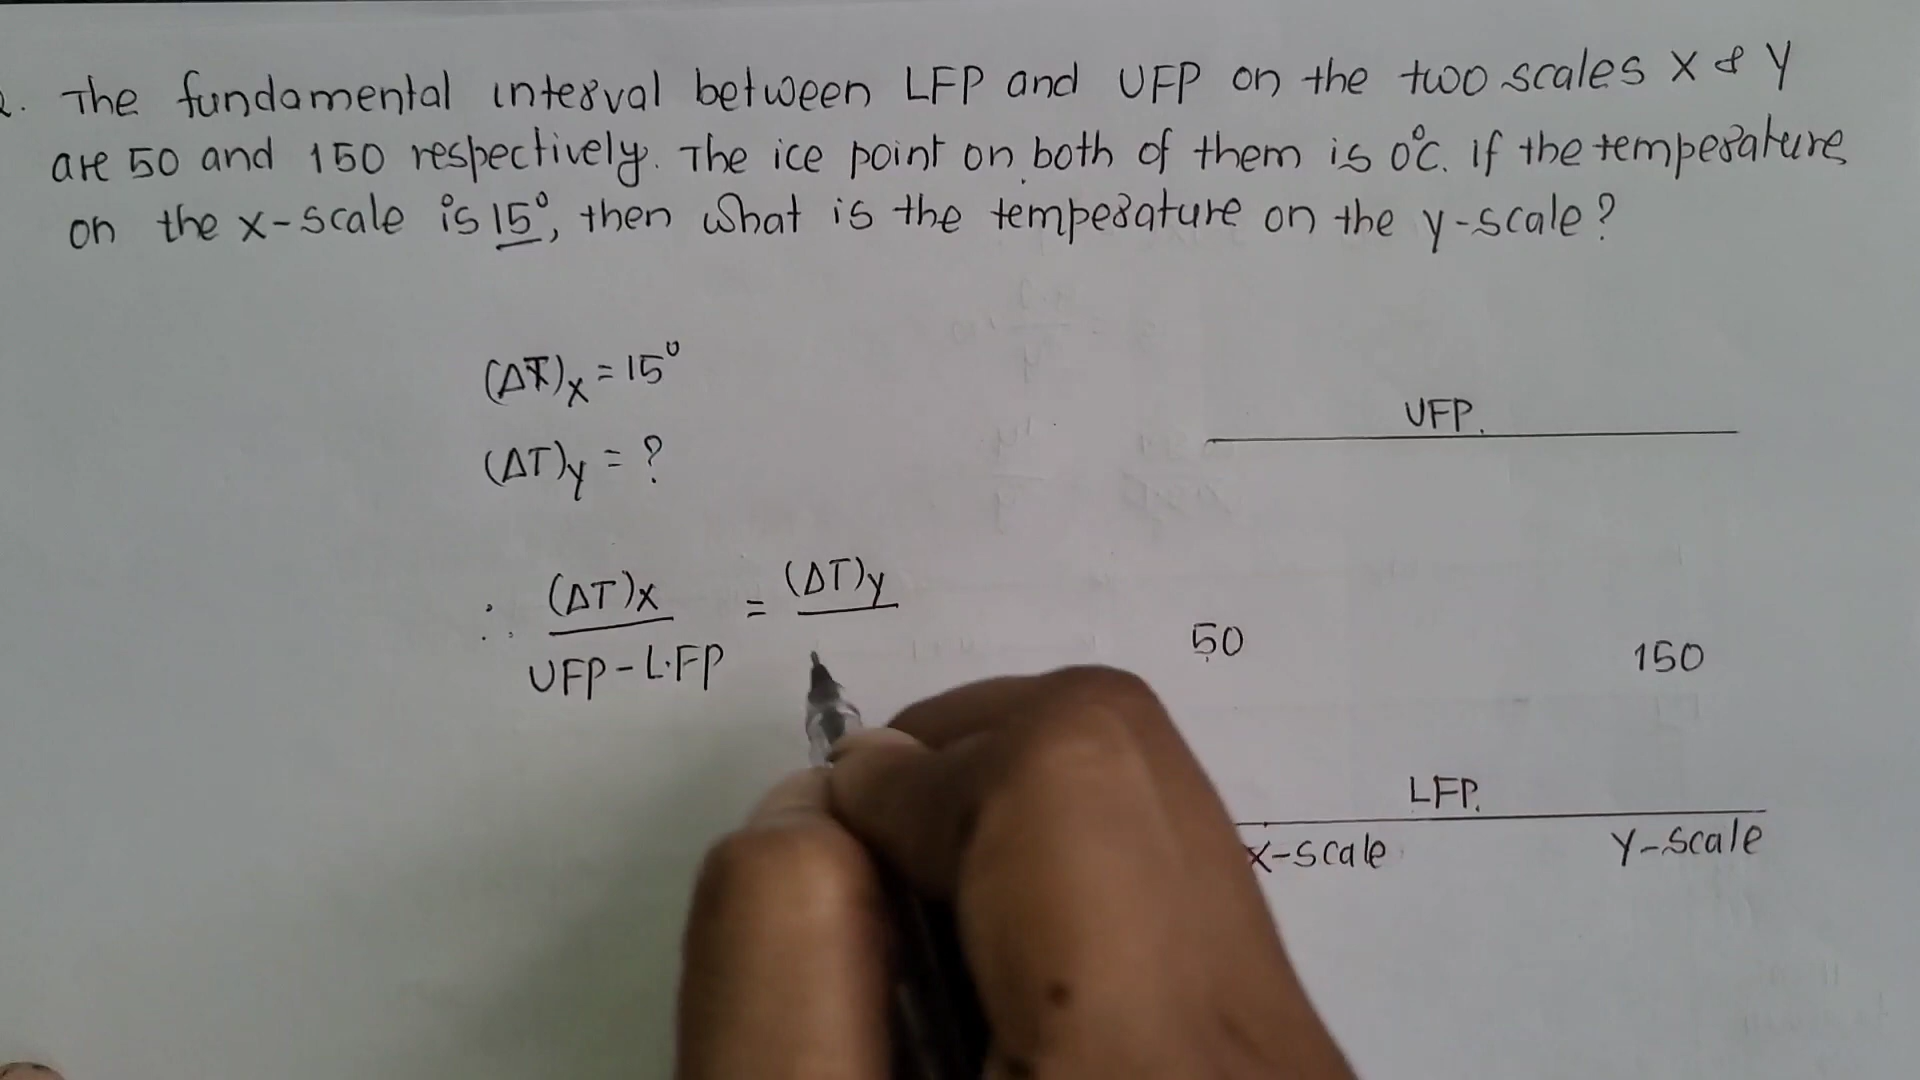 . The fundamental interval between LFP and UFP on the two scales X & Y
are 50 and 150 respectively. The ice point on both of them is 0°C. if the temperature
on the x-scale is 15°, then what is the temperature on the y-scale?
(ΔT)x = 15°
(ΔT)y = ?
UFP.
∴ (ΔT)x = (ΔT)y
UFP - L.FP
50
150
LFP.
x-scale
Y-scale